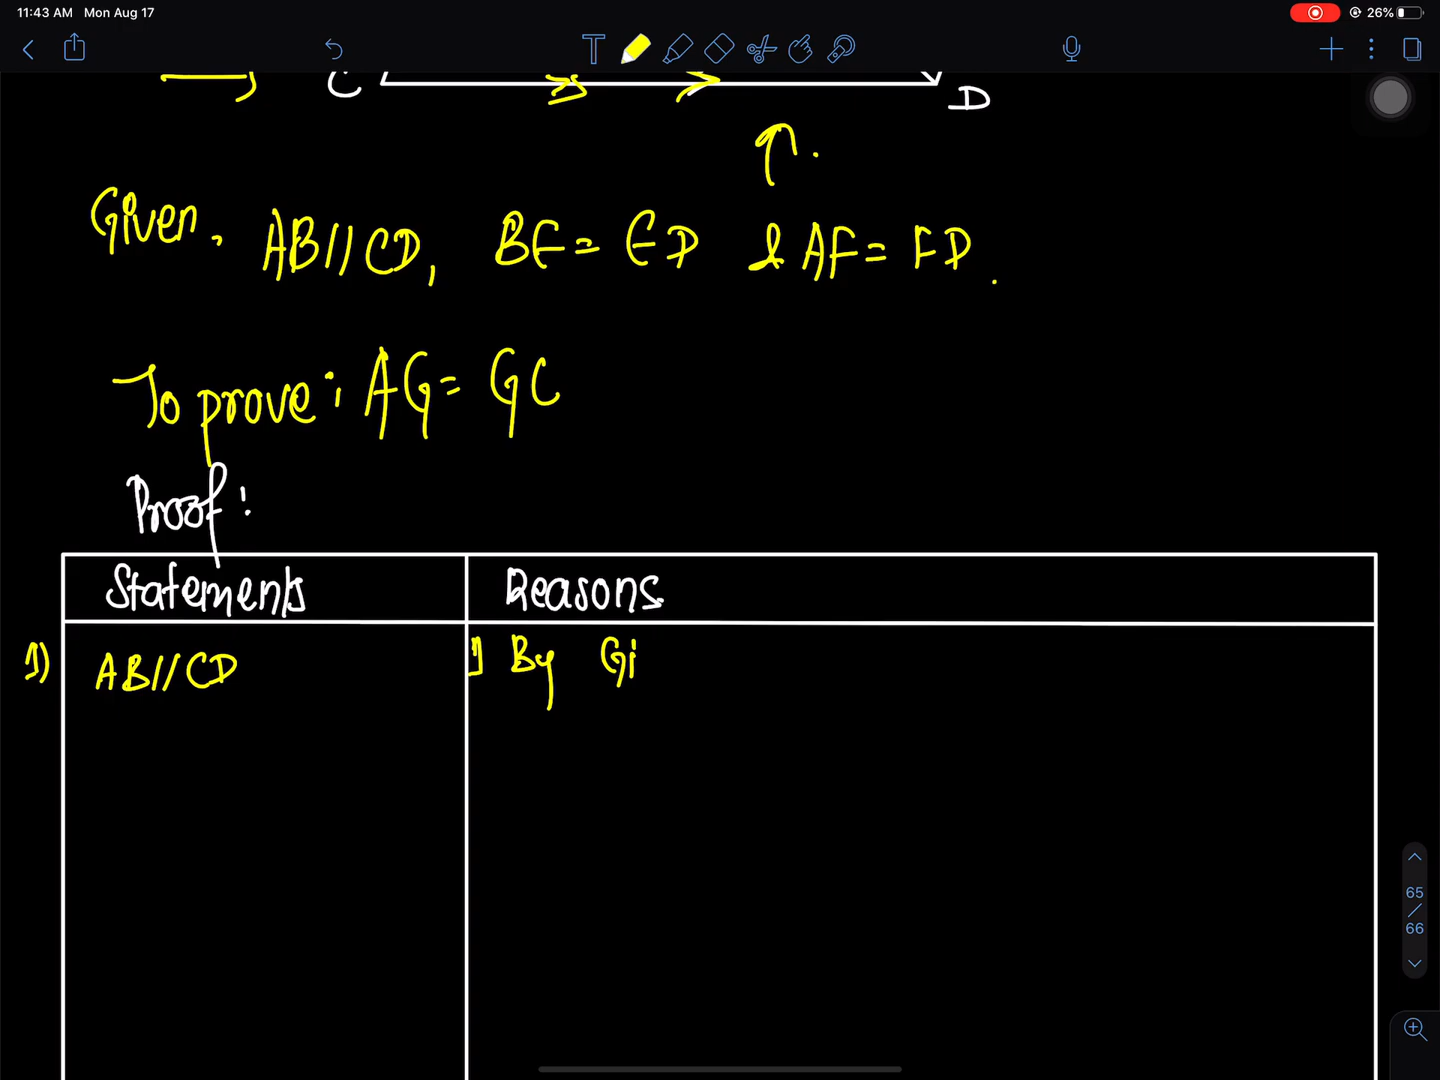 11:43 AM Mon Aug 17
26%
T
C
D
Given, AB//CD, BE = ED & AF = FD.
To prove: AG = GC
Proof:
Statements Reasons
1) AB//CD 1] By Gi
65
/
66